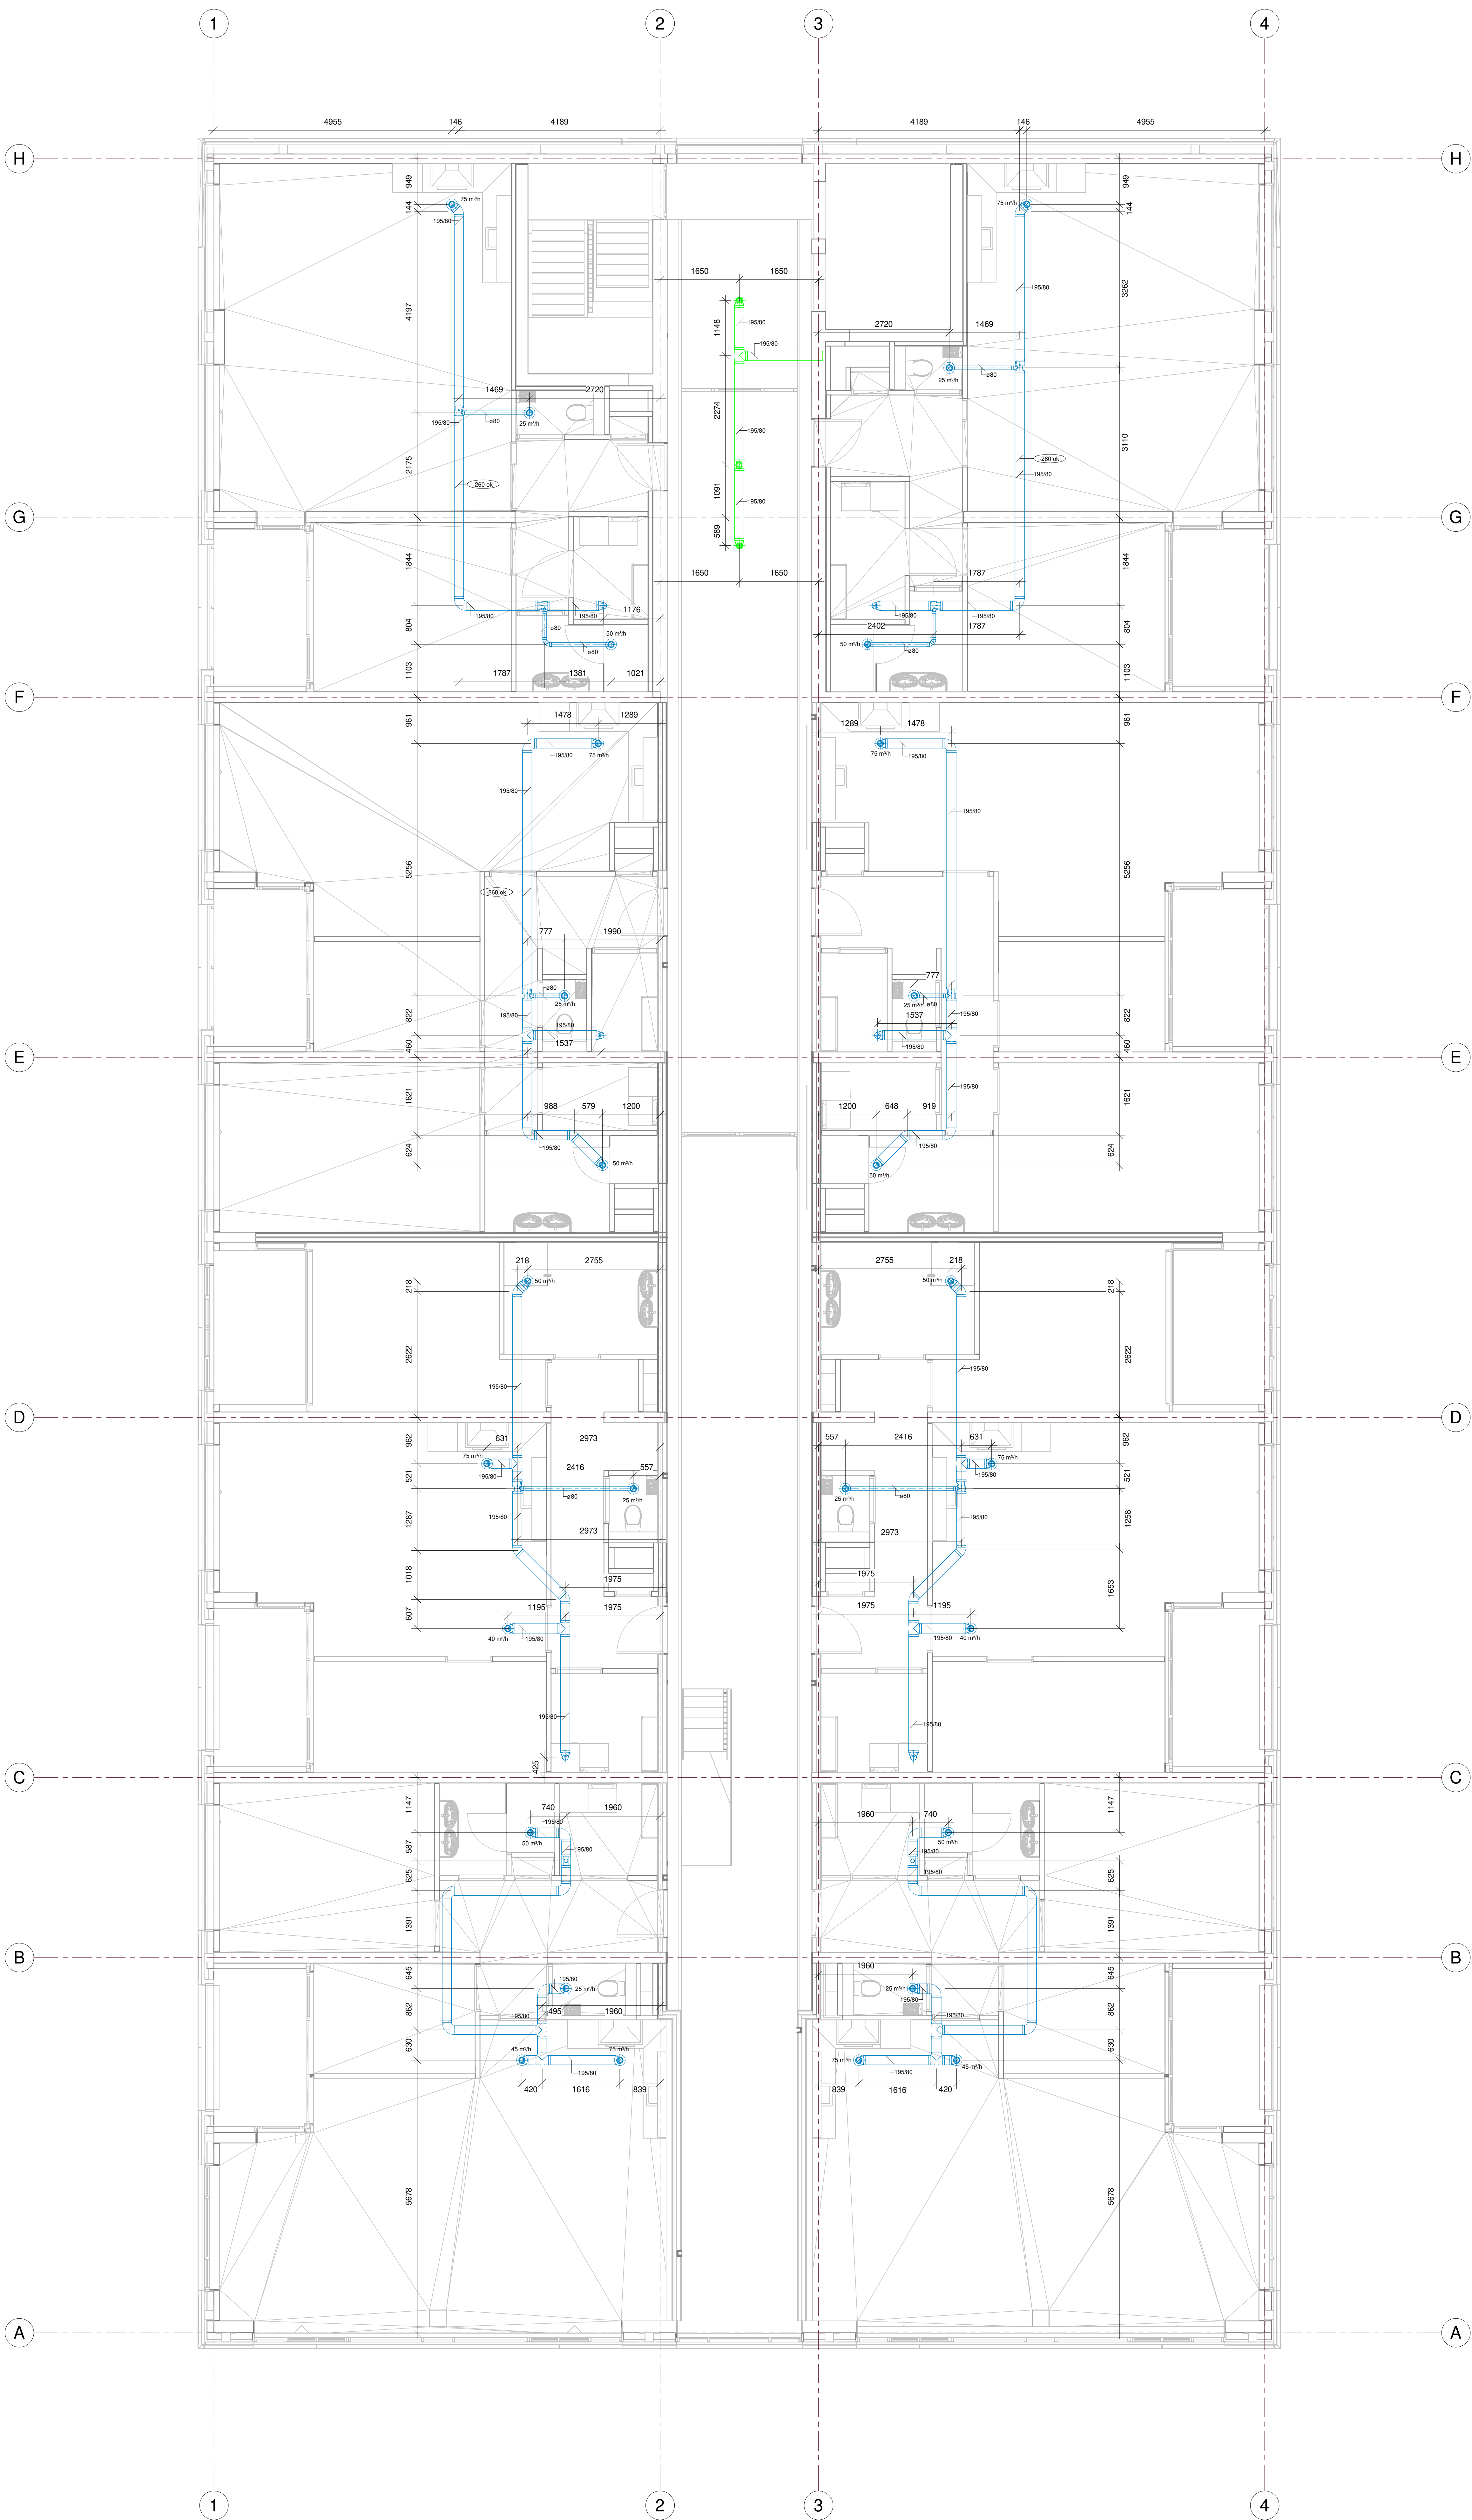 1 2 3 4
4955 146 4189 4189 146 4955
H H
949 949
144 75 m³/h 75 m³/h 144
195/80
1650 1650
195/80 3262
4197 1148 195/80 2720 1469
195/80
25 m³/h ø80
1469 2720
195/80 ø80 25 m³/h
2274 195/80 3110
2175 -260 ok -260 ok
195/80
1091 195/80
G G
589
1844 1650 1650 1787 1844
195/80 195/80 1176 195/80 195/80
804 ø80 50 m³/h 2402 1787 804
ø80 50 m³/h ø80
1103 1787 1381 1021 1103
F F
961 1478 1289 1289 1478 961
195/80 75 m³/h 75 m³/h 195/80
195/80 195/80
5256 5256
-260 ok
777 1990
777
ø80 25 m³/h 25 m³/h ø80
822 195/80 195/80 1537 195/80 822
460 1537 195/80 460
E E
1621 195/80 1621
988 579 1200 1200 648 919
624 195/80 50 m³/h 50 m³/h 195/80 624
218 2755 2755 218
218 50 m³/h 50 m³/h 218
2622 195/80 195/80 2622
D D
962 631 2973 557 2416 631 962
75 m³/h 75 m³/h
521 195/80 2416 557 195/80 521
ø80 25 m³/h 25 m³/h ø80
1287 195/80 195/80 1258
2973 2973
1018 1975 1975 1653
607 1195 1975 1975 1195
40 m³/h 195/80 195/80 40 m³/h
195/80 195/80
425
C C
1147 740 1960 1960 740 1147
195/80
50 m³/h 50 m³/h
587 195/80 195/80
625 195/80 625
1391 1391
B B
645 195/80 1960 645
25 m³/h 25 m³/h
195/80
862 195/80 495 1960 195/80 862
630 45 m³/h 75 m³/h 75 m³/h 45 m³/h 630
195/80 195/80
420 1616 839 839 1616 420
5678 5678
A A
1 2 3 4